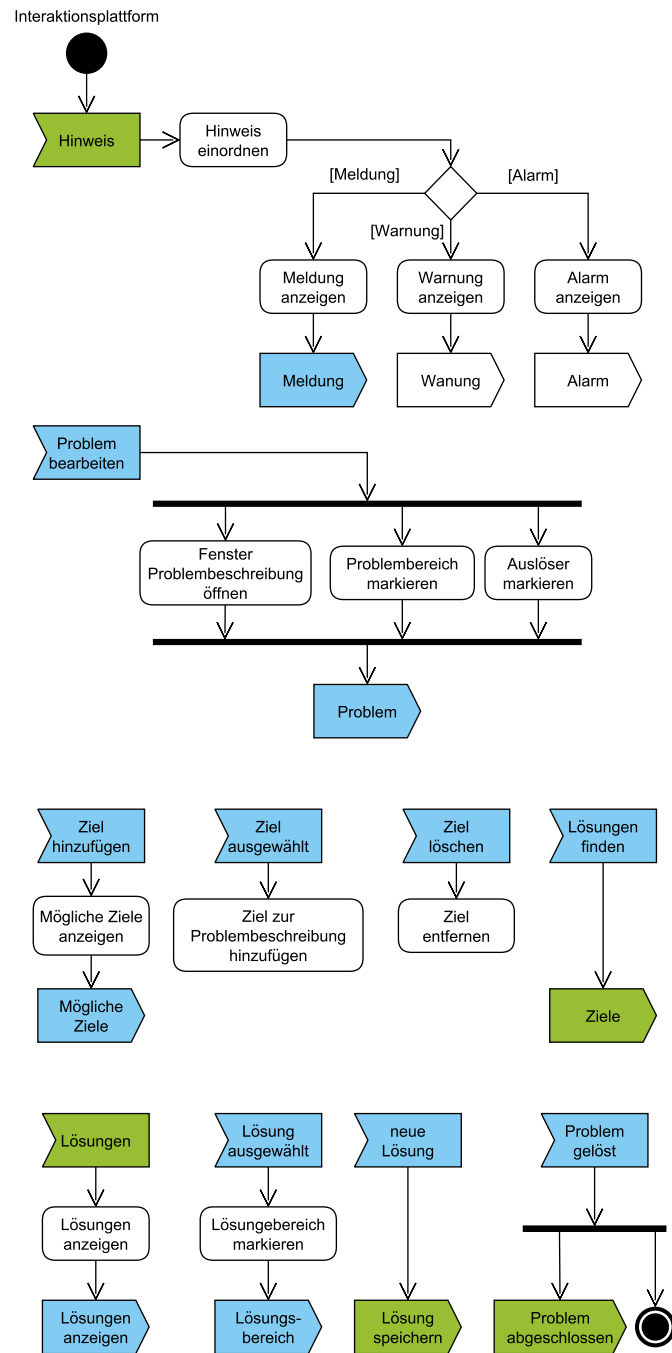 Interaktionsplattform
Hinweis
Hinweis
einordnen
[Meldung]
[Alarm]
[Warnung]
Meldung
anzeigen
Warnung
anzeigen
Alarm
anzeigen
Meldung
Wanung
Alarm
Problem
bearbeiten
Fenster
Problembeschreibung
öffnen
Problembereich
markieren
Auslöser
markieren
Problem
Ziel
hinzufügen
Ziel
ausgewählt
Ziel
löschen
Lösungen
finden
Mögliche Ziele
anzeigen
Ziel zur
Problembeschreibung
hinzufügen
Ziel
entfernen
Mögliche
Ziele
Ziele
Lösungen
Lösung
ausgewählt
neue
Lösung
Problem
gelöst
Lösungen
anzeigen
Lösungebereich
markieren
Lösungen
anzeigen
Lösungs-
bereich
Lösung
speichern
Problem
abgeschlossen